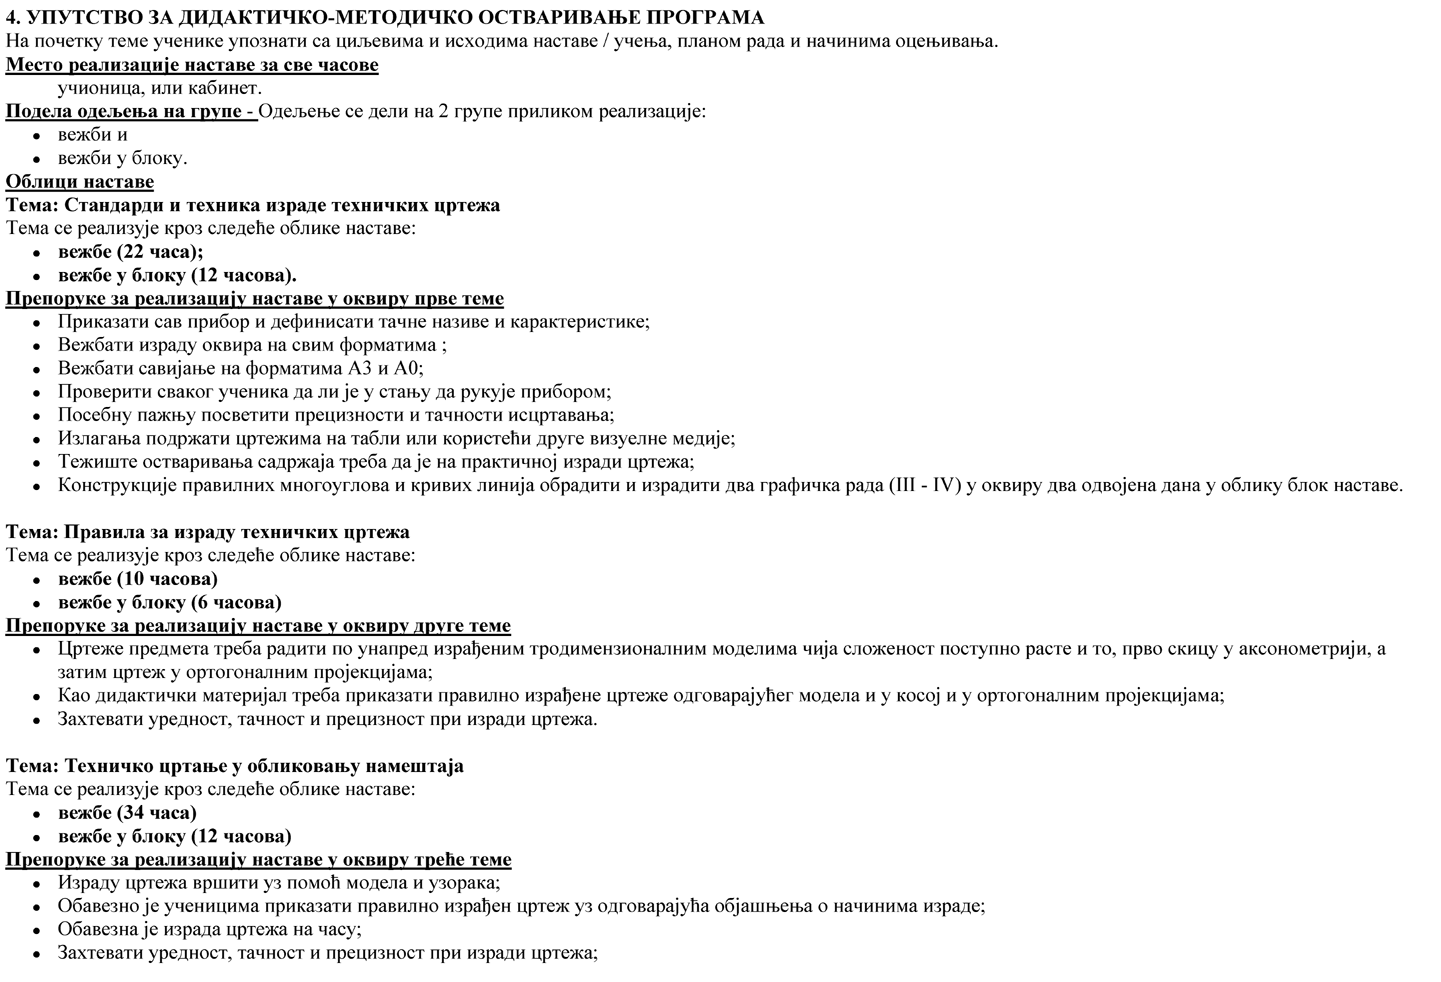 4. УПУТСТВО ЗА ДИДАКТИЧКО-МЕТОДИЧКО ОСТВАРИВАЊЕ ПРОГРАМА
На почетку теме ученике упознати са циљевима и исходима наставе / учења, планом рада и начинима оцењивања.
Место реализације наставе за све часове
учионица, или кабинет.
Подела одељења на групе - Одељење се дели на 2 групе приликом реализације:
• вежби и
• вежби у блоку.
Облици наставе
Тема: Стандарди и техника израде техничких цртежа
Тема се реализује кроз следеће облике наставе:
• вежбе (22 часа);
• вежбе у блоку (12 часова).
Препоруке за реализацију наставе у оквиру прве теме
• Приказати сав прибор и дефинисати тачне називе и карактеристике;
• Вежбати израду оквира на свим форматима ;
• Вежбати савијање на форматима А3 и А0;
• Проверити сваког ученика да ли је у стању да рукује прибором;
• Посебну пажњу посветити прецизности и тачности исцртавања;
• Излагања подржати цртежима на табли или користећи друге визуелне медије;
• Тежиште остваривања садржаја треба да је на практичној изради цртежа;
• Конструкције правилних многоуглова и кривих линија обрадити и израдити два графичка рада (III - IV) у оквиру два одвојена дана у облику блок наставе.
Тема: Правила за израду техничких цртежа
Тема се реализује кроз следеће облике наставе:
• вежбе (10 часова)
• вежбе у блоку (6 часова)
Препоруке за реализацију наставе у оквиру друге теме
• Цртеже предмета треба радити по унапред израђеним тродимензионалним моделима чија сложеност поступно расте и то, прво скицу у аксонометрији, а
затим цртеж у ортогоналним пројекцијама;
• Као дидактички материјал треба приказати правилно израђене цртеже одговарајућег модела и у косој и у ортогоналним пројекцијама;
• Захтевати уредност, тачност и прецизност при изради цртежа.
Тема: Техничко цртање у обликовању намештаја
Тема се реализује кроз следеће облике наставе:
• вежбе (34 часа)
• вежбе у блоку (12 часова)
Препоруке за реализацију наставе у оквиру треће теме
• Израду цртежа вршити уз помоћ модела и узорака;
• Обавезно је ученицима приказати правилно израђен цртеж уз одговарајућа објашњења о начинима израде;
• Обавезна је израда цртежа на часу;
• Захтевати уредност, тачност и прецизност при изради цртежа;